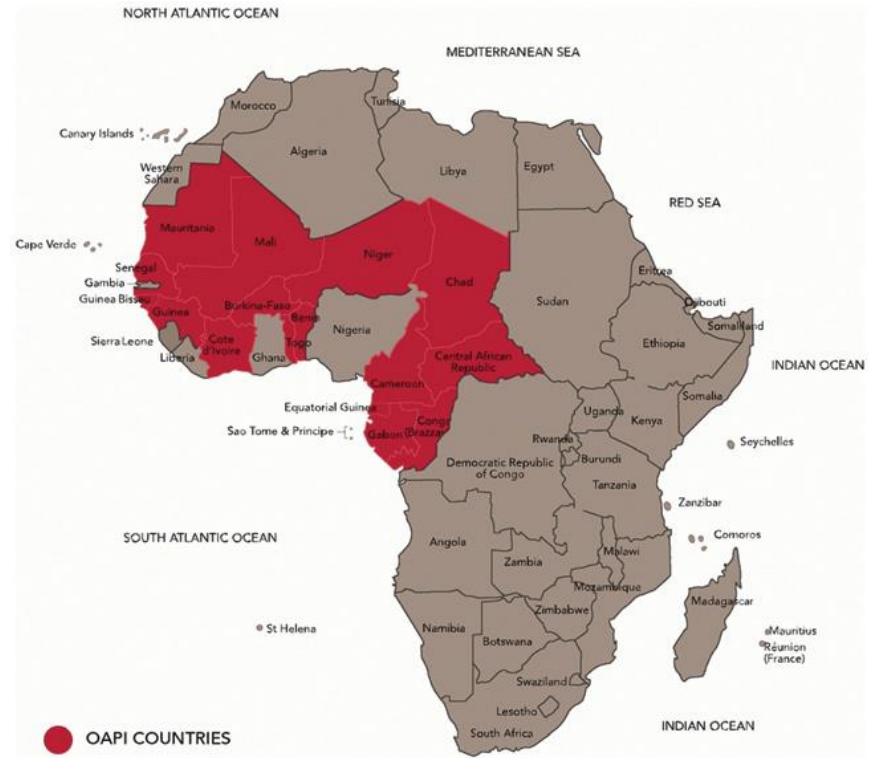 NORTH ATLANTIC OCEAN
MEDITERRANEAN SEA
Morocco
Tunisia
Canary Islands
Algeria
Libya
Egypt
Western
Sahara
RED SEA
Mauritania
Mali
Cape Verde
Niger
Chad
Senegal
Eritrea
Gambia
Guinea Bissau
Burkina-Faso
Sudan
Djibouti
Guinea
Benin
Nigeria
Somaliland
Sierra Leone
Cote
d'Ivoire
Togo
Ethiopia
Liberia
Ghana
Central African
Republic
INDIAN OCEAN
Cameroon
Somalia
Equatorial Guinea
Uganda
Kenya
Congo
(Brazzav
Sao Tome & Principe
Gabon
Rwanda
Seychelles
Democratic Republic
of Congo
Burundi
Tanzania
Zanzibar
SOUTH ATLANTIC OCEAN
Comoros
Angola
Malawi
Zambia
Mozambique
Madagascar
Zimbabwe
St Helena
Namibia
Mauritius
Botswana
Réunion
(France)
Swaziland
Lesotho
South Africa
INDIAN OCEAN
OAPI COUNTRIES